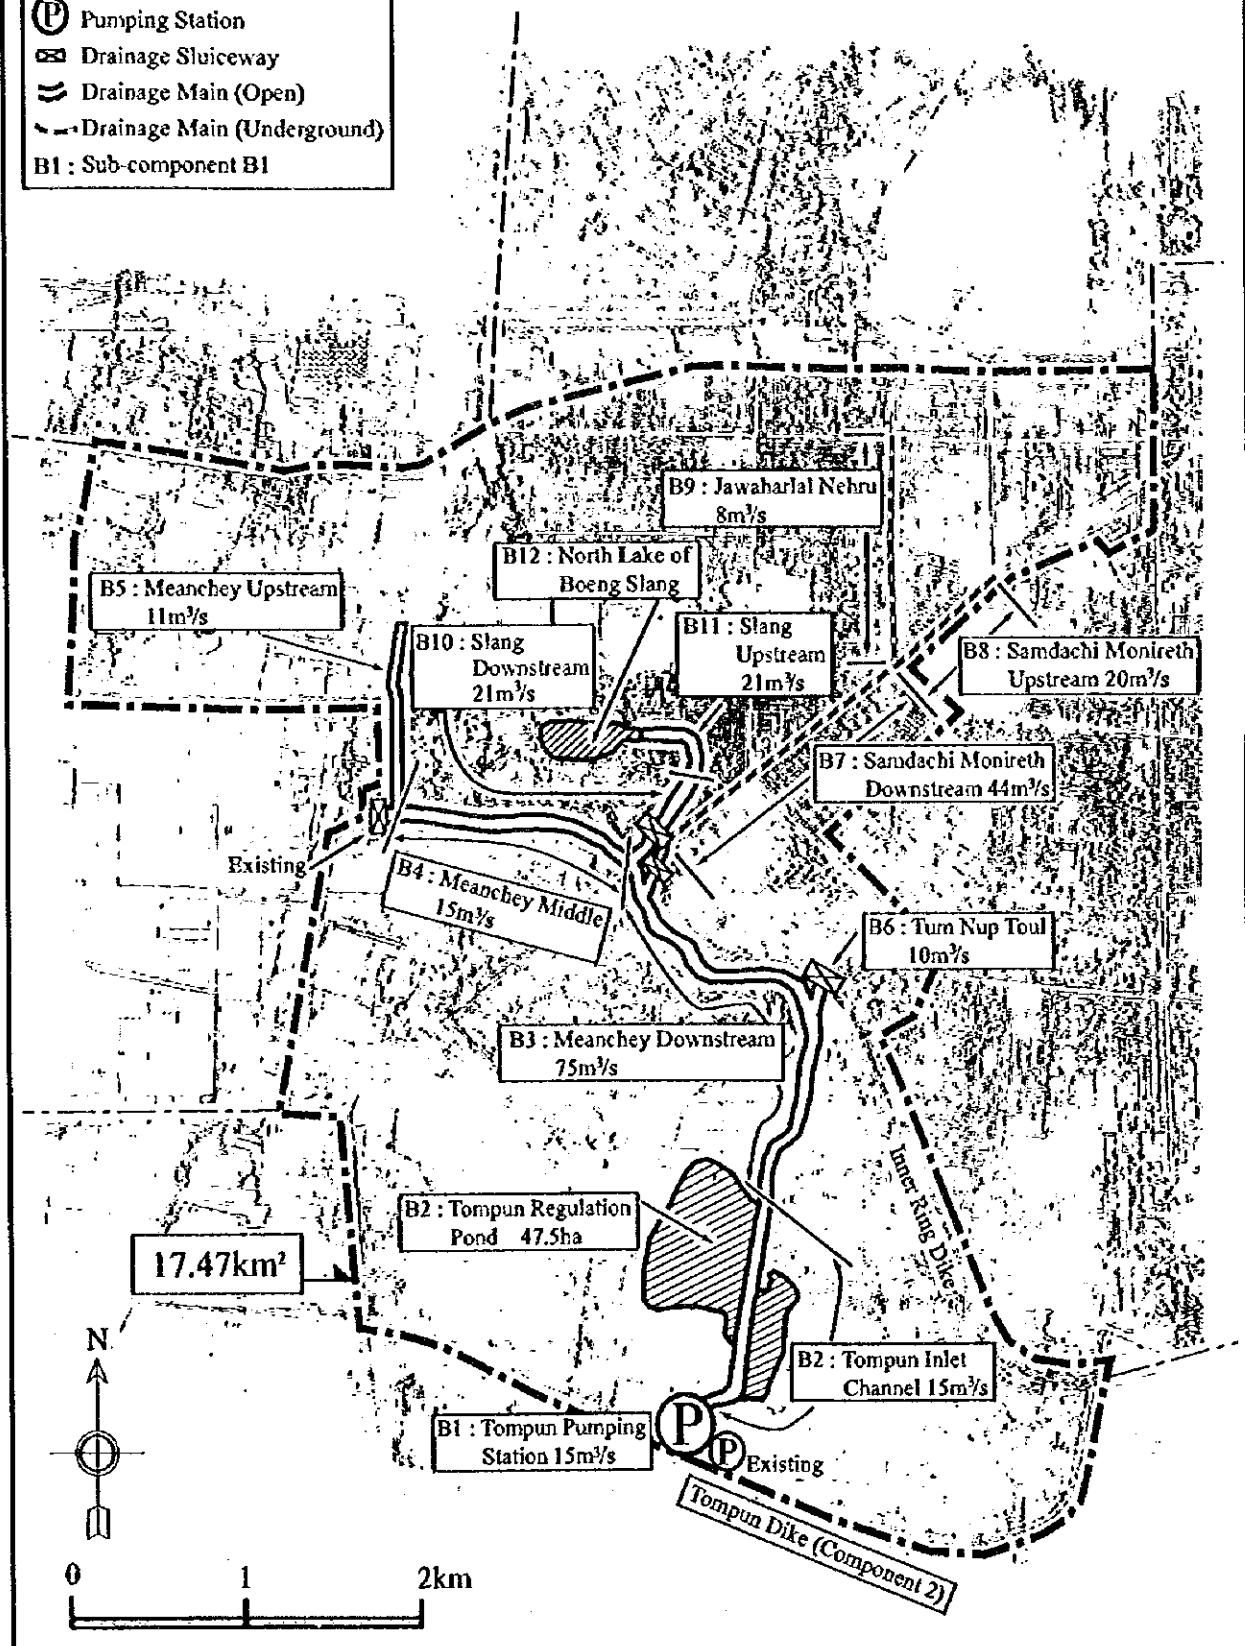 P Pumping Station
Drainage Sluiceway
Drainage Main (Open)
Drainage Main (Underground)
B1 : Sub-component B1
B9 : Jawaharlal Nehru
8m³/s
B12 : North Lake of
Boeng Slang
B5 : Meanchey Upstream
11m³/s
B10 : Slang
Downstream
21m³/s
B11 : Slang
Upstream
21m³/s
B8 : Samdachi Monireth
Upstream 20m³/s
B7 : Samdachi Monireth
Downstream 44m³/s
Existing
B4 : Meanchey Middle
15m³/s
B6 : Tum Nup Toul
10m³/s
B3 : Meanchey Downstream
75m³/s
Inner Ring Dike
B2 : Tompun Regulation
Pond 47.5ha
17.47km²
N
B2 : Tompun Inlet
Channel 15m³/s
B1 : Tompun Pumping
Station 15m³/s
P
P
Existing
Tompun Dike (Component 2)
0 1 2km